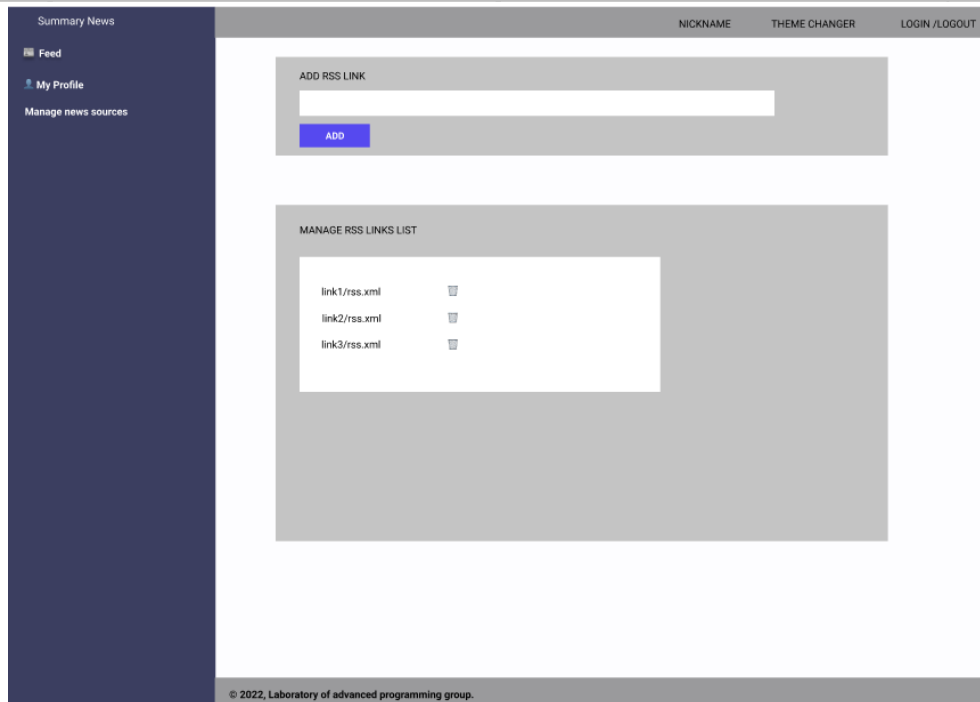 Summary News
NICKNAME THEME CHANGER LOGIN /LOGOUT
Feed
My Profile
Manage news sources
ADD RSS LINK
ADD
MANAGE RSS LINKS LIST
link1/rss.xml
link2/rss.xml
link3/rss.xml
© 2022, Laboratory of advanced programming group.